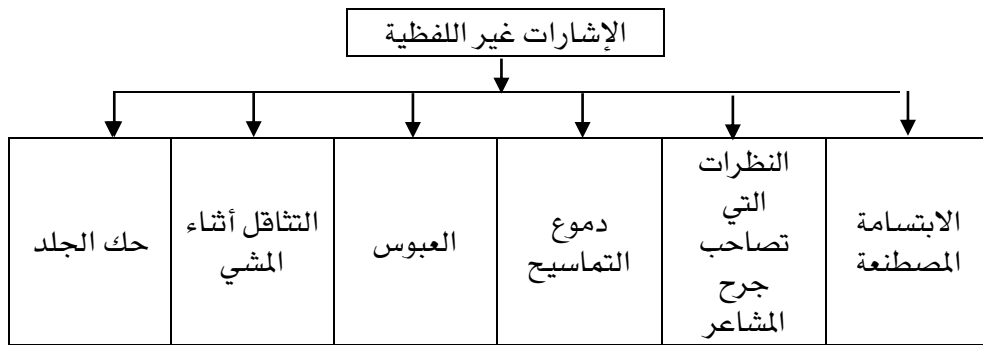 الإشارات غير اللفظية
الابتسامة
المصطنعة
النظرات
التي
تصاحب
جرح
المشاعر
دموع
التماسيح
العبوس
التثاقل أثناء
المشي
حك الجلد